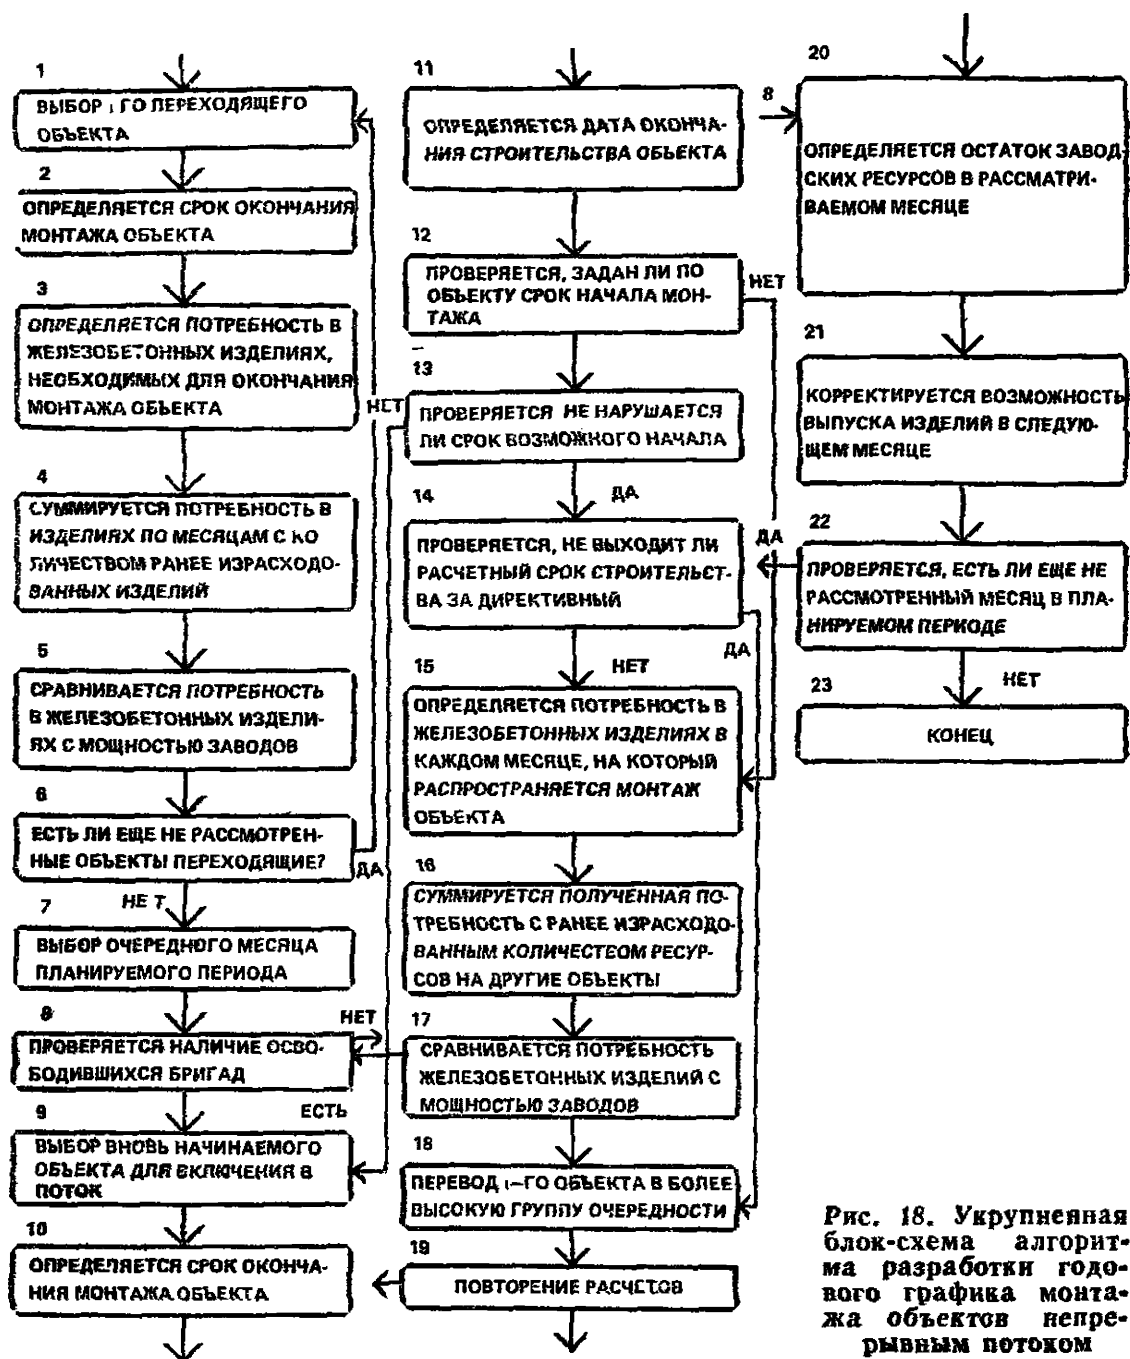 1
ВЫБОР i ГО ПЕРЕХОДЯЩЕГО
ОБЪЕКТА
2
ОПРЕДЕЛЯЕТСЯ СРОК ОКОНЧАНИЯ
МОНТАЖА ОБЪЕКТА
3
ОПРЕДЕЛЯЕТСЯ ПОТРЕБНОСТЬ В
ЖЕЛЕЗОБЕТОННЫХ ИЗДЕЛИЯХ,
НЕОБХОДИМЫХ ДЛЯ ОКОНЧАНИЯ
МОНТАЖА ОБЪЕКТА
4
СУММИРУЕТСЯ ПОТРЕБНОСТЬ В
ИЗДЕЛИЯХ ПО МЕСЯЦАМ С КО
ЛИЧЕСТВОМ РАНЕЕ ИЗРАСХОДО-
ВАННЫХ ИЗДЕЛИЙ
5
СРАВНИВАЕТСЯ ПОТРЕБНОСТЬ
В ЖЕЛЕЗОБЕТОННЫХ ИЗДЕЛИ-
ЯХ С МОЩНОСТЬЮ ЗАВОДОВ
6
ЕСТЬ ЛИ ЕЩЕ НЕ РАССМОТРЕН-
НЫЕ ОБЪЕКТЫ ПЕРЕХОДЯЩИЕ?
ДА
НЕТ
7
ВЫБОР ОЧЕРЕДНОГО МЕСЯЦА
ПЛАНИРУЕМОГО ПЕРИОДА
8
НЕТ
ПРОВЕРЯЕТСЯ НАЛИЧИЕ ОСВО-
БОДИВШИХСЯ БРИГАД
9
ЕСТЬ
ВЫБОР ВНОВЬ НАЧИНАЕМОГО
ОБЪЕКТА ДЛЯ ВКЛЮЧЕНИЯ В
ПОТОК
10
ОПРЕДЕЛЯЕТСЯ СРОК ОКОНЧА-
НИЯ МОНТАЖА ОБЪЕКТА
11
ОПРЕДЕЛЯЕТСЯ ДАТА ОКОНЧА-
НИЯ СТРОИТЕЛЬСТВА ОБЪЕКТА
12
ПРОВЕРЯЕТСЯ, ЗАДАН ЛИ ПО
ОБЪЕКТУ СРОК НАЧАЛА МОН-
ТАЖА
НЕТ
13
НЕТ
ПРОВЕРЯЕТСЯ НЕ НАРУШАЕТСЯ
ЛИ СРОК ВОЗМОЖНОГО НАЧАЛА
14
ДА
ПРОВЕРЯЕТСЯ, НЕ ВЫХОДИТ ЛИ
РАСЧЕТНЫЙ СРОК СТРОИТЕЛЬСТ-
ВА ЗА ДИРЕКТИВНЫЙ
ДА
15
НЕТ
ОПРЕДЕЛЯЕТСЯ ПОТРЕБНОСТЬ В
ЖЕЛЕЗОБЕТОННЫХ ИЗДЕЛИЯХ В
КАЖДОМ МЕСЯЦЕ, НА КОТОРЫЙ
РАСПРОСТРАНЯЕТСЯ МОНТАЖ
ОБЪЕКТА
16
СУММИРУЕТСЯ ПОЛУЧЕННАЯ ПО-
ТРЕБНОСТЬ С РАНЕЕ ИЗРАСХОДО-
ВАННЫМ КОЛИЧЕСТВОМ РЕСУР-
СОВ НА ДРУГИЕ ОБЪЕКТЫ
17
СРАВНИВАЕТСЯ ПОТРЕБНОСТЬ
ЖЕЛЕЗОБЕТОННЫХ ИЗДЕЛИЙ С
МОЩНОСТЬЮ ЗАВОДОВ
18
ПЕРЕВОД i-ГО ОБЪЕКТА В БОЛЕЕ
ВЫСОКУЮ ГРУППУ ОЧЕРЕДНОСТИ
19
ПОВТОРЕНИЕ РАСЧЕТОВ
20
8
ОПРЕДЕЛЯЕТСЯ ОСТАТОК ЗАВОД-
СКИХ РЕСУРСОВ В РАССМАТРИ-
ВАЕМОМ МЕСЯЦЕ
21
КОРРЕКТИРУЕТСЯ ВОЗМОЖНОСТЬ
ВЫПУСКА ИЗДЕЛИЙ В СЛЕДУЮ-
ЩЕМ МЕСЯЦЕ
22
ДА
ПРОВЕРЯЕТСЯ, ЕСТЬ ЛИ ЕЩЕ НЕ
РАССМОТРЕННЫЙ МЕСЯЦ В ПЛА-
НИРУЕМОМ ПЕРИОДЕ
23
НЕТ
КОНЕЦ
Рис. 18. Укрупненная
блок-схема алгорит-
ма разработки годо-
вого графика монта-
жа объектов непре-
рывным потоком